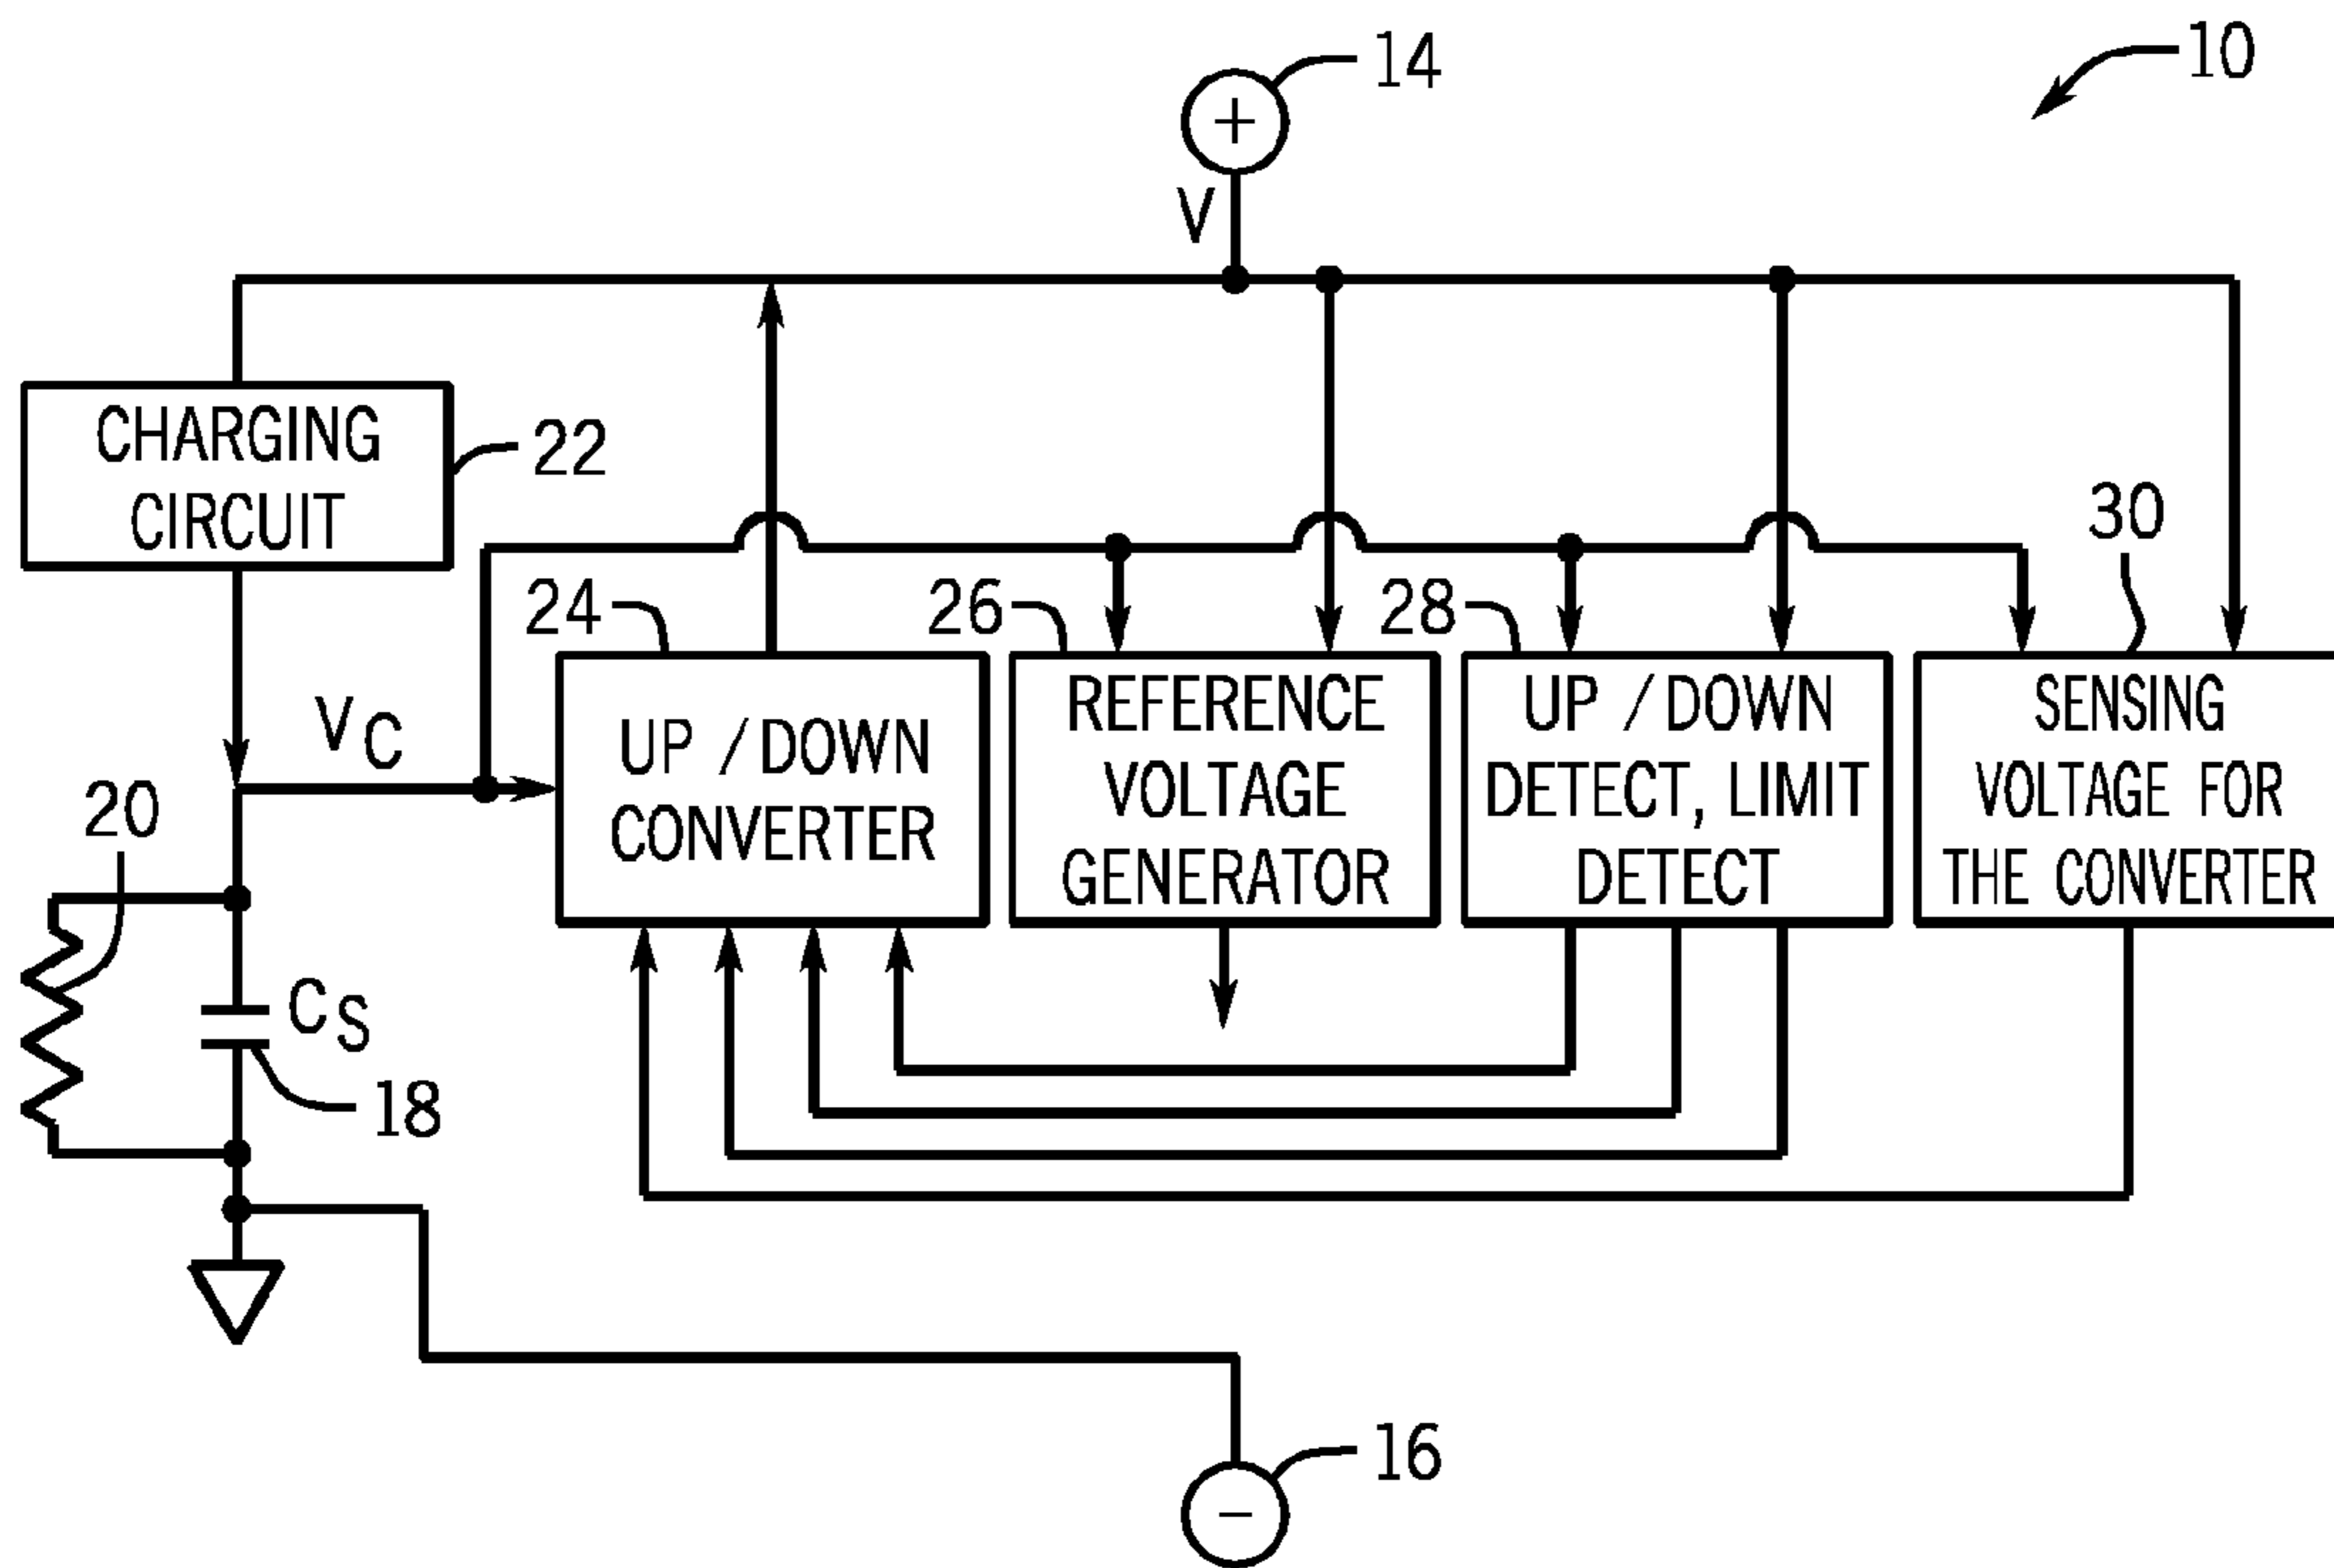 14
10
+
V
CHARGING
CIRCUIT
22
30
24
26
28
VC
UP /DOWN
CONVERTER
REFERENCE
VOLTAGE
GENERATOR
UP /DOWN
DETECT, LIMIT
DETECT
SENSING
VOLTAGE FOR
THE CONVERTER
20
CS
18
16
-